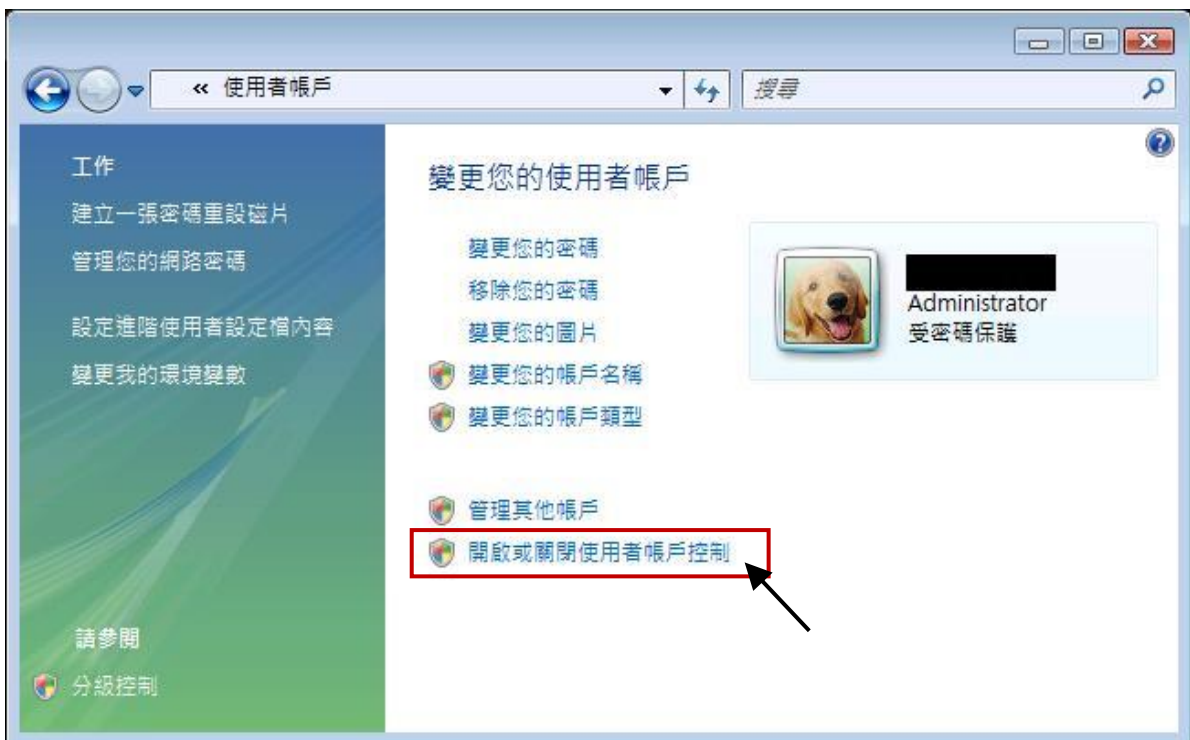 « 使用者帳戶
搜尋
工作
建立一張密碼重設磁片
管理您的網路密碼
設定進階使用者設定檔內容
變更我的環境變數
請參閱
分級控制
變更您的使用者帳戶
變更您的密碼
移除您的密碼
變更您的圖片
變更您的帳戶名稱
變更您的帳戶類型
管理其他帳戶
開啟或關閉使用者帳戶控制
Administrator
受密碼保護